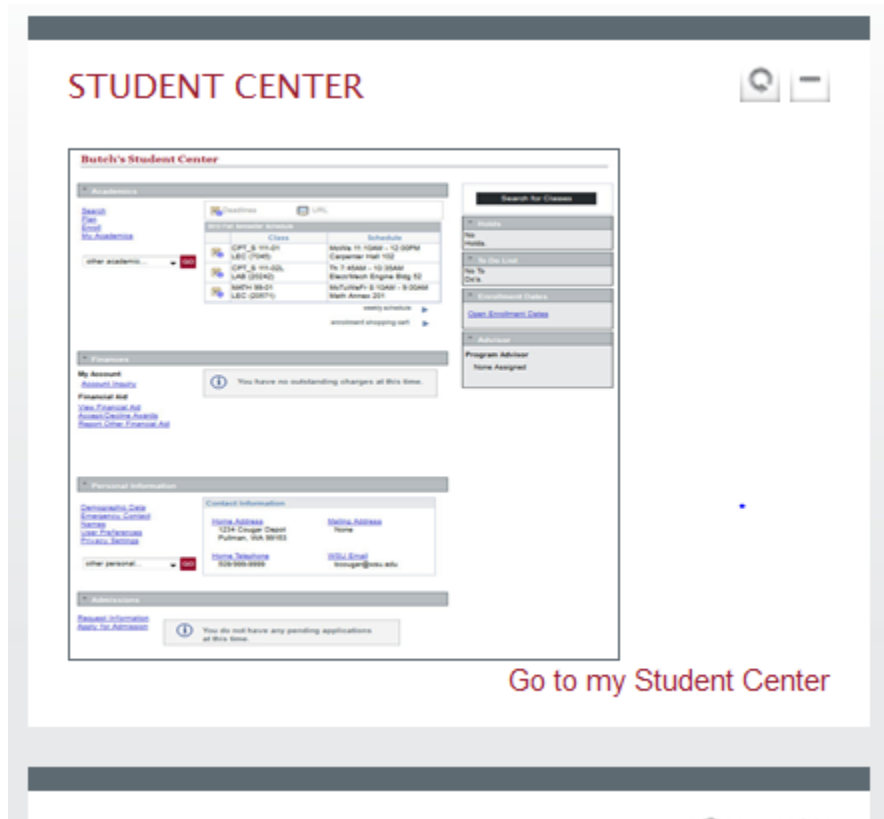 STUDENT CENTER
Butch's Student Center
Academics
Search
Plan
Enroll
My Academics
other academic...
GO
Deadlines
URL
Class
Schedule
CPT_S 111-01
LEC (7045)
MoWe 11:10AM - 12:00PM
Carpenter Hall 102
CPT_S 111-02L
LAB (20242)
Th 7:45AM - 10:35AM
Elecr/Mech Engine Bldg 52
MATH 99-01
LEC (20571)
MoTuWeFr 8:10AM - 9:00AM
Math Annex 201
weekly schedule
enrollment shopping cart
Search for Classes
Holds
No
Holds.
To Do List
No To
Do's.
Enrollment Dates
Open Enrollment Dates
Advisor
Program Advisor
None Assigned
Finances
My Account
Account Inquiry
Financial Aid
View Financial Aid
Accept/Decline Awards
Report Other Financial Aid
You have no outstanding charges at this time.
Personal Information
Demographic Data
Emergency Contact
Names
User Preferences
Privacy Settings
other personal...
GO
Contact Information
Home Address
1234 Cougar Depot
Pullman, WA 99163
Mailing Address
None
Home Telephone
509/999-9999
WSU Email
bcougar@wsu.edu
Admissions
Request Information
Apply for Admission
You do not have any pending applications
at this time.
Go to my Student Center